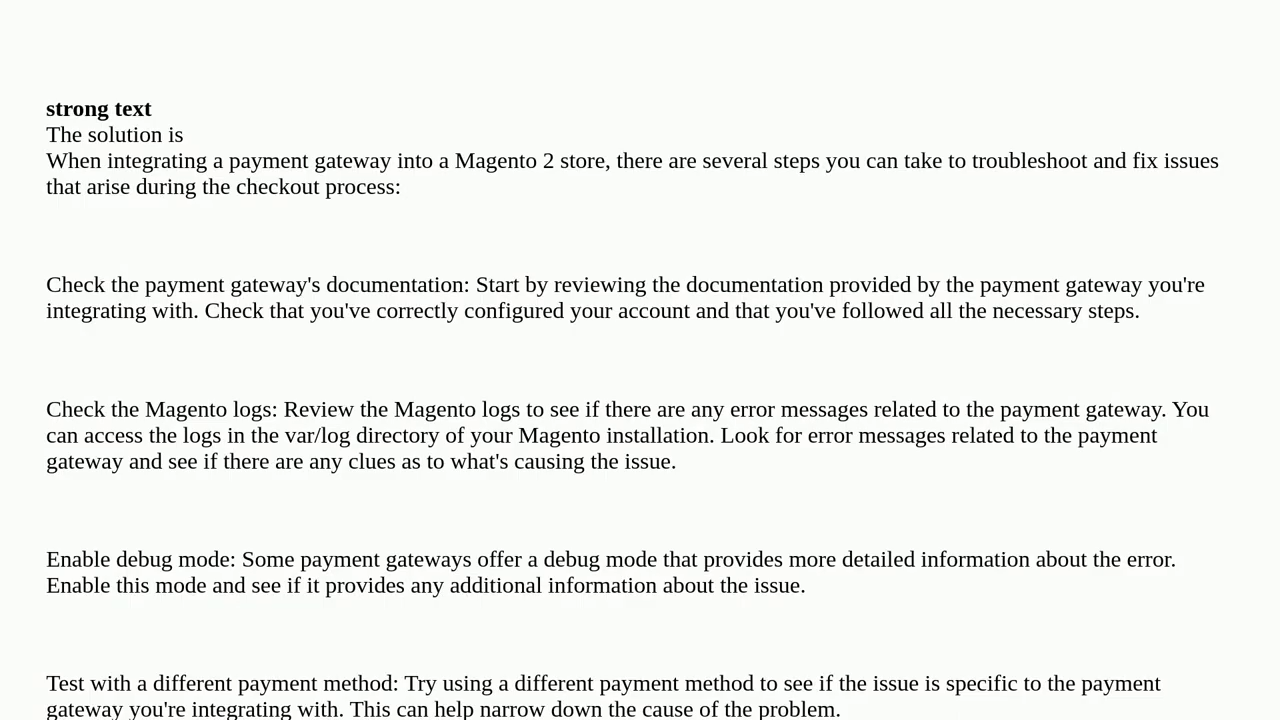 strong text
The solution is
When integrating a payment gateway into a Magento 2 store, there are several steps you can take to troubleshoot and fix issues
that arise during the checkout process:
Check the payment gateway's documentation: Start by reviewing the documentation provided by the payment gateway you're
integrating with. Check that you've correctly configured your account and that you've followed all the necessary steps.
Check the Magento logs: Review the Magento logs to see if there are any error messages related to the payment gateway. You
can access the logs in the var/log directory of your Magento installation. Look for error messages related to the payment
gateway and see if there are any clues as to what's causing the issue.
Enable debug mode: Some payment gateways offer a debug mode that provides more detailed information about the error.
Enable this mode and see if it provides any additional information about the issue.
Test with a different payment method: Try using a different payment method to see if the issue is specific to the payment
gateway you're integrating with. This can help narrow down the cause of the problem.